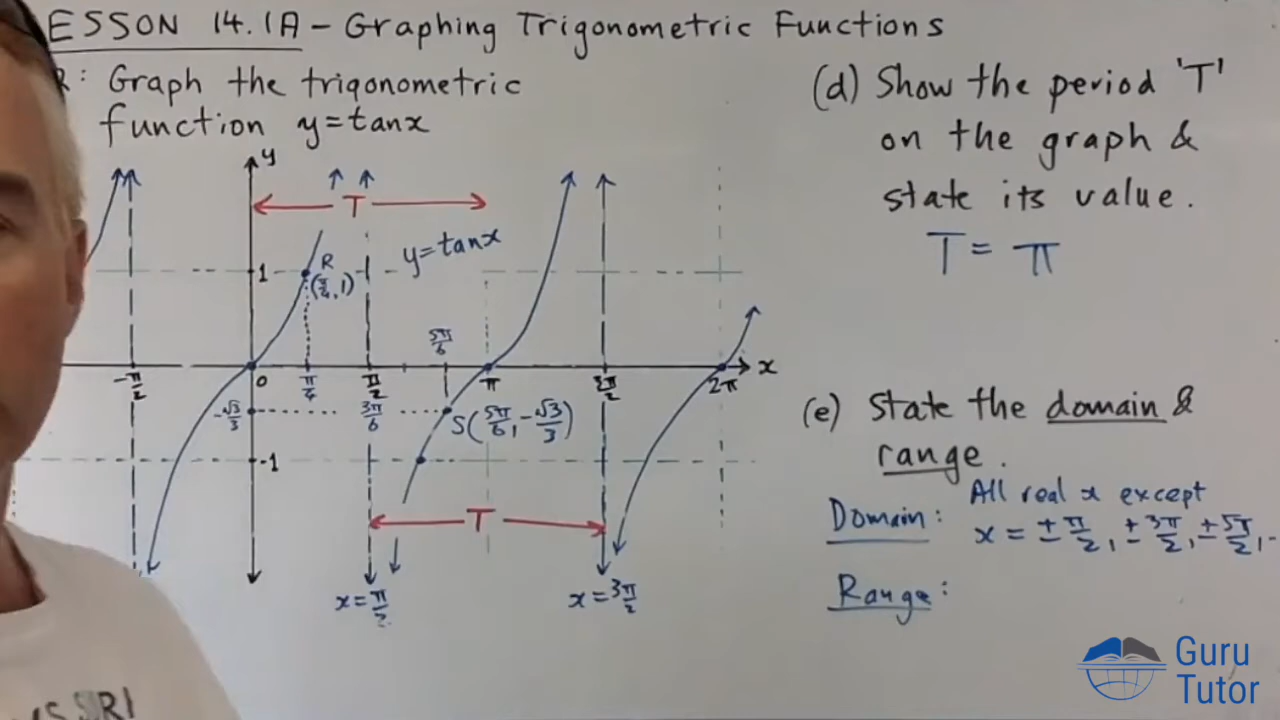 ESSON 14.1A - Graphing Trigonometric Functions
: Graph the trigonometric
function y=tanx
(d) Show the period 'T'
on the graph &
state its value.
T = π
y
T
y=tanx
1
R
(π/4, 1)
5π/6
x
-π/2
0
π/4
π/2
π
3π/2
2π
-√3/3
3π/6
S(5π/6, -√3/3)
-1
T
x=π/2
x=3π/2
(e) State the domain &
range.
Domain: All real x except
x = ±π/2, ±3π/2, ±5π/2, -
Range:
Guru
Tutor